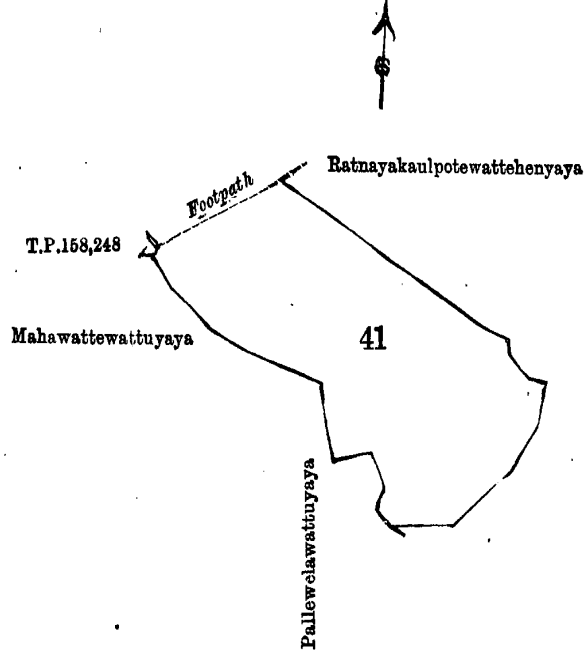 Ratnayakaulpotewattehenyaya
Footpath
T.P.158,248
Mahawattewattuyaya
41
Pallewelawattuyaya